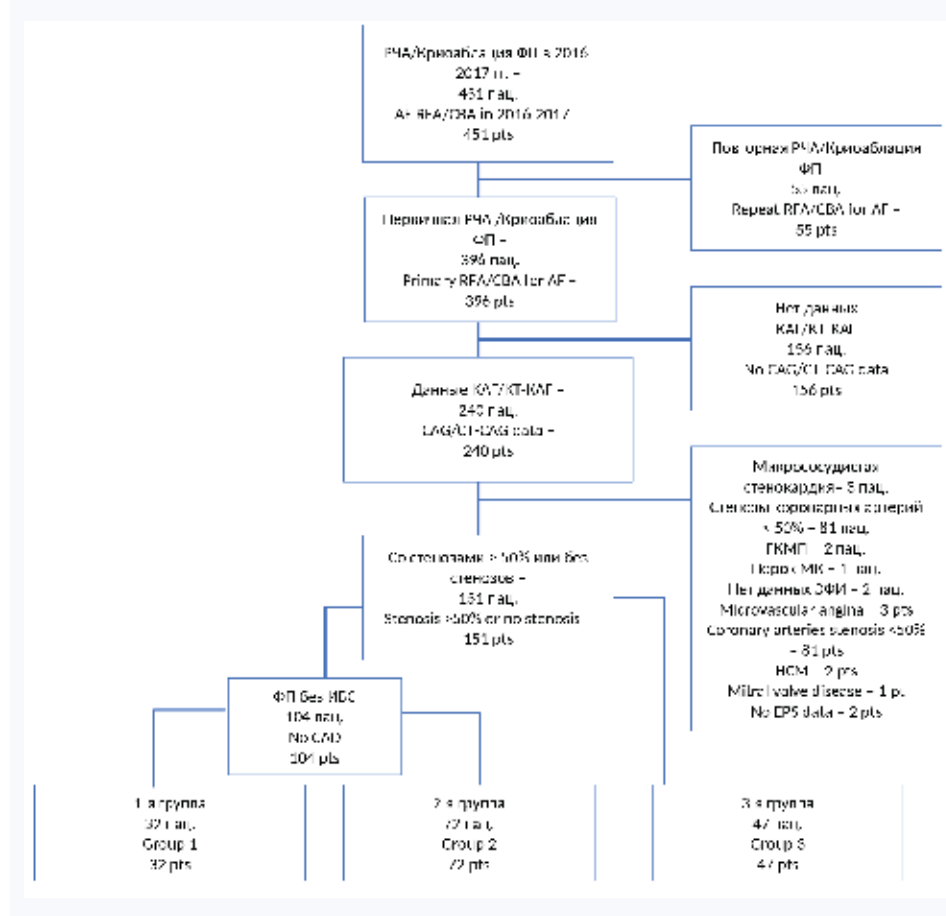 РЧА/Криоаблация ФП в 2016
2017 гг. –
451 пац.
AF RFA/CBA in 2016-2017
451 pts
Повторная РЧА/Криоаблация
ФП
55 пац.
Repeat RFA/CBA for AF –
55 pts
Первичная РЧА/Криоаблация
ФП –
396 пац.
Primary RFA/CBA for AF –
396 pts
Нет данных
КАГ/КТ-КАГ
156 пац.
No CAG/CT-CAG data
156 pts
Данные КАГ/КТ-КАГ –
240 пац.
CAG/CT-CAG data –
240 pts
Микрососудистая
стенокардия– 3 пац.
Стенозы коронарных артерий
< 50% – 81 пац.
ГКМП – 2 пац.
Порок МК – 1 пац.
Нет данных ЭФИ – 2 пац.
Microvascular angina – 3 pts
Coronary arteries stenosis <50%
– 81 pts
HCM – 2 pts
Mitral valve disease – 1 pt
No EPS data – 2 pts
Со стенозами > 50% или без
стенозов –
151 пац.
Stenosis >50% or no stenosis
151 pts
ФП без ИБС
104 пац.
No CAD
104 pts
1-я группа
32 пац.
Group 1
32 pts
2-я группа
72 пац.
Group 2
72 pts
3-я группа
47 пац.
Group 3
47 pts